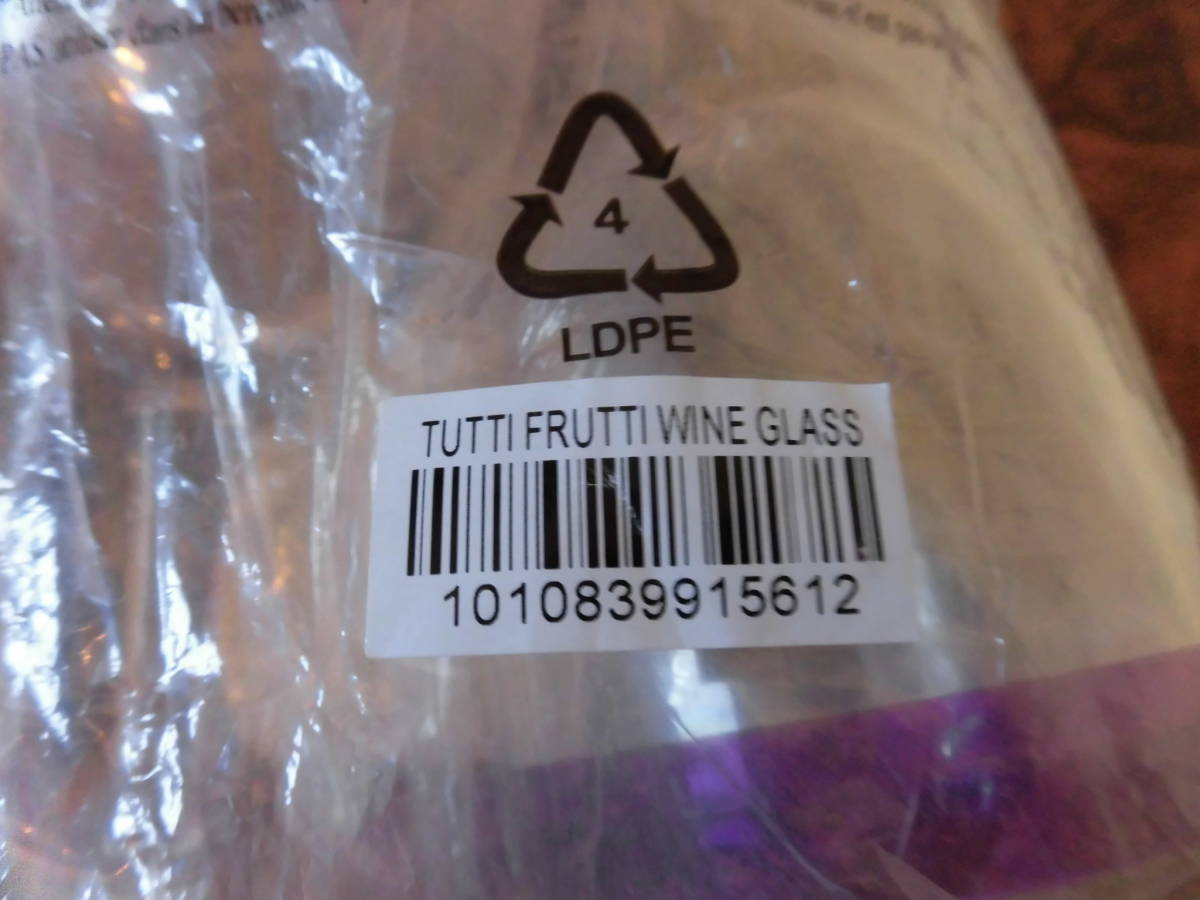 4
LDPE
TUTTI FRUTTI WINE GLASS
1010839915612